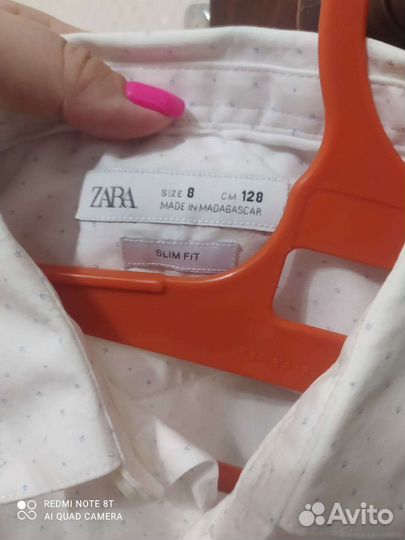 ZARA
SIZE 8 CM 128
MADE IN MADAGASCAR
SLIM FIT
REDMI NOTE 8T
AI QUAD CAMERA
Avito